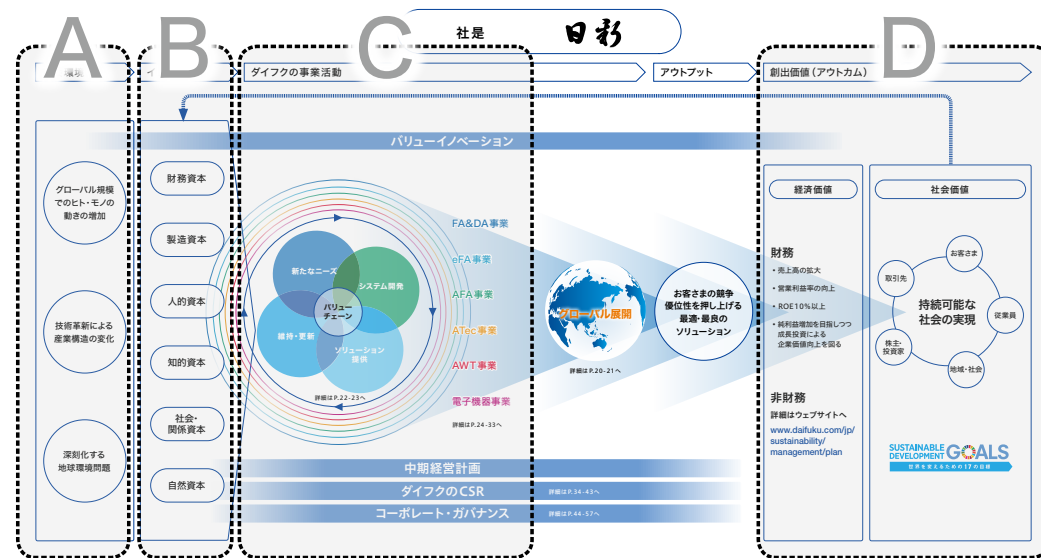 社是 日新
A
B
C
D
環境
イ
ダイフクの事業活動
アウトプット
創出価値（アウトカム）
バリューイノベーション
グローバル規模
でのヒト・モノの
動きの増加
技術革新による
産業構造の変化
深刻化する
地球環境問題
財務資本
製造資本
人的資本
知的資本
社会・
関係資本
自然資本
新たなニーズ
システム開発
バリュー
チェーン
維持・更新
ソリューション
提供
詳細はP.22-23へ
FA&DA事業
eFA事業
AFA事業
ATec事業
AWT事業
電子機器事業
詳細はP.24-33へ
グローバル展開
詳細はP.20-21へ
お客さまの競争
優位性を押し上げる
最適・最良の
ソリューション
経済価値
財務
・売上高の拡大
・営業利益率の向上
・ROE10%以上
・純利益増加を目指しつつ
成長投資による
企業価値向上を図る
非財務
詳細はウェブサイトへ
www.daifuku.com/jp/
sustainability/
management/plan
社会価値
お客さま
取引先
従業員
株主・
投資家
地域・社会
持続可能な
社会の実現
SUSTAINABLE
DEVELOPMENT GOALS
世界を変えるための17の目標
中期経営計画
ダイフクのCSR 詳細はP.34-43へ
コーポレート・ガバナンス 詳細はP.44-57へ